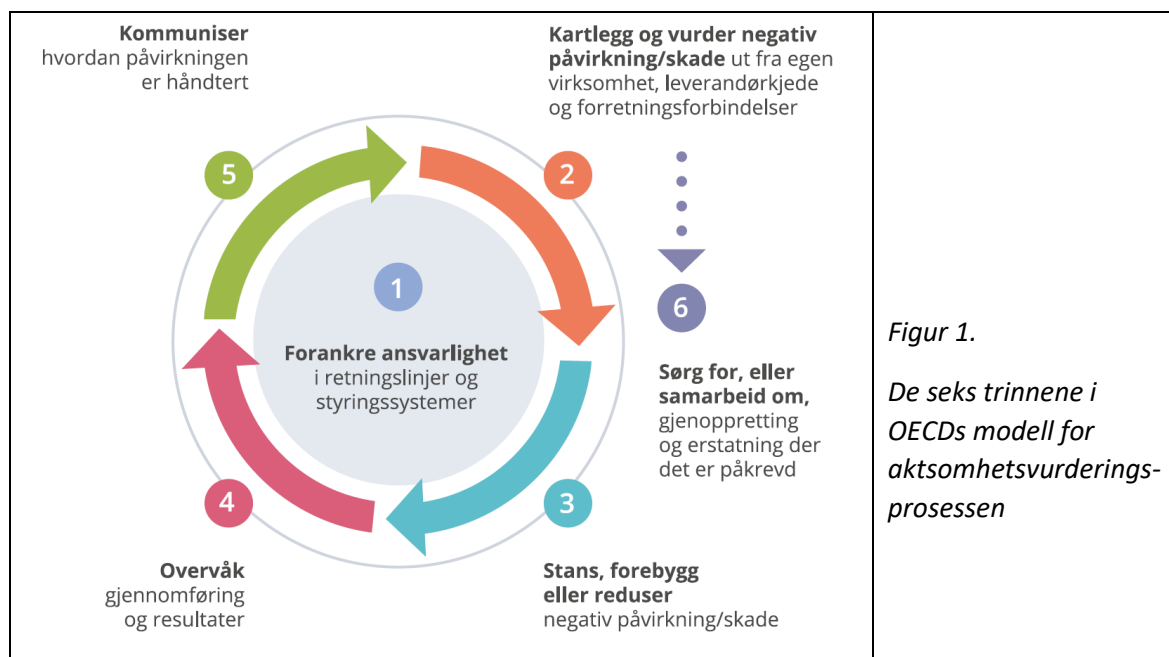 Kommuniser
hvordan påvirkningen
er håndtert
Kartlegg og vurder negativ
påvirkning/skade ut fra egen
virksomhet, leverandørkjede
og forretningsforbindelser
5
2
1
Forankre ansvarlighet
i retningslinjer og
styringssystemer
6
Sørg for, eller
samarbeid om,
gjenoppretting
og erstatning der
det er påkrevd
4
3
Overvåk
gjennomføring
og resultater
Stans, forebygg
eller reduser
negativ påvirkning/skade
Figur 1.
De seks trinnene i
OECDs modell for
aktsomhetsvurderings-
prosessen